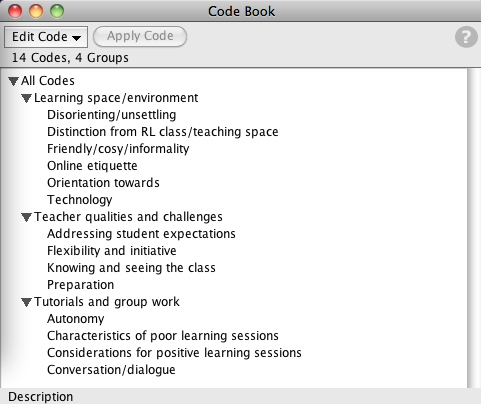 Code Book
Edit Code Apply Code ?
14 Codes, 4 Groups
All Codes
Learning space/environment
Disorienting/unsettling
Distinction from RL class/teaching space
Friendly/cosy/informality
Online etiquette
Orientation towards
Technology
Teacher qualities and challenges
Addressing student expectations
Flexibility and initiative
Knowing and seeing the class
Preparation
Tutorials and group work
Autonomy
Characteristics of poor learning sessions
Considerations for positive learning sessions
Conversation/dialogue
Description